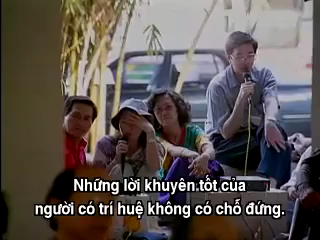 Những lời khuyên tốt của
người có trí huệ không có chỗ đứng.